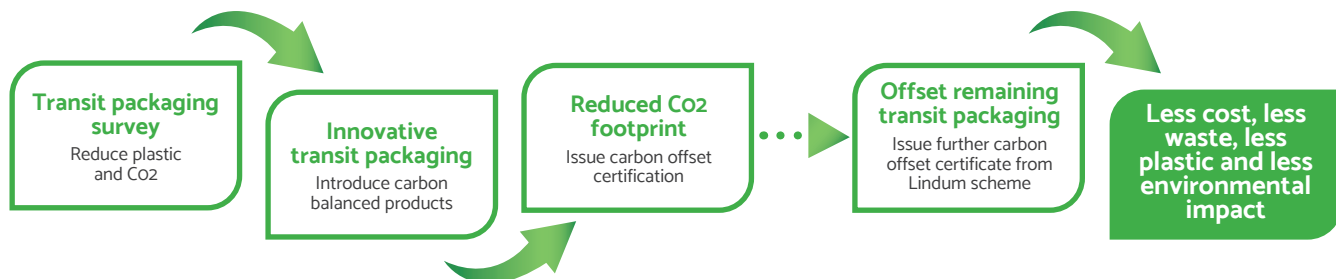 Transit packaging
survey
Reduce plastic
and C02
Innovative
transit packaging
Introduce carbon
balanced products
Reduced C02
footprint
Issue carbon offset
certification
Offset remaining
transit packaging
Issue further carbon
offset certificate from
Lindum scheme
Less cost, less
waste, less
plastic and less
environmental
impact